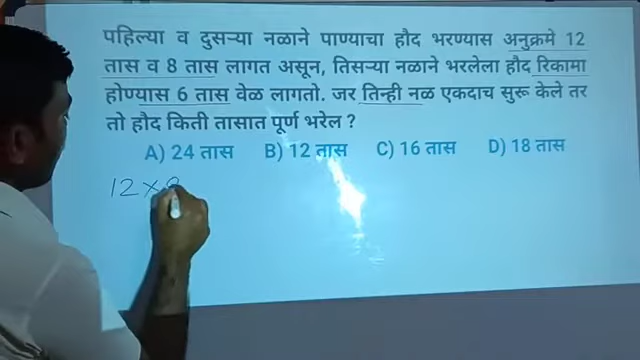 पहिल्या व दुसऱ्या नळाने पाण्याचा हौद भरण्यास अनुक्रमे 12
तास व 8 तास लागत असून, तिसऱ्या नळाने भरलेला हौद रिकामा
होण्यास 6 तास वेळ लागतो. जर तिन्ही नळ एकदाच सुरू केले तर
तो हौद किती तासात पूर्ण भरेल ?
A) 24 तास B) 12 तास C) 16 तास D) 18 तास
12 ×